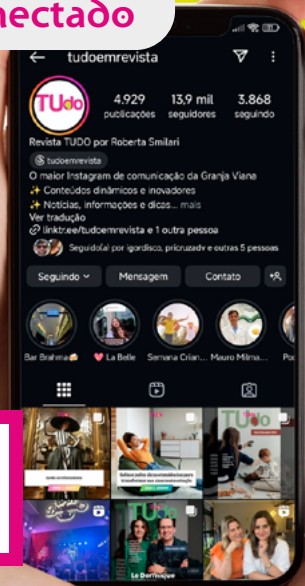 nectado
tudoemrevista
TUdo
4.929 13,9 mil 3.868
publicações seguidores seguindo
Revista TUDO por Roberta Smilari
tudoemrevista
O maior Instagram de comunicação da Granja Viana
✨ Conteúdos dinâmicos e inovadores
✨ Notícias, informações e dicas... mais
Ver tradução
linktr.ee/tudoemrevista e 1 outra pessoa
Seguido(a) por igordisco, pricruzadv e outras 5 pessoas
Seguindo Mensagem Contato
Bar Brahma🍻 ❤️ La Belle Semana Crian... Mauro Milma... Poo
TUdo
TUdo
Le Dermique